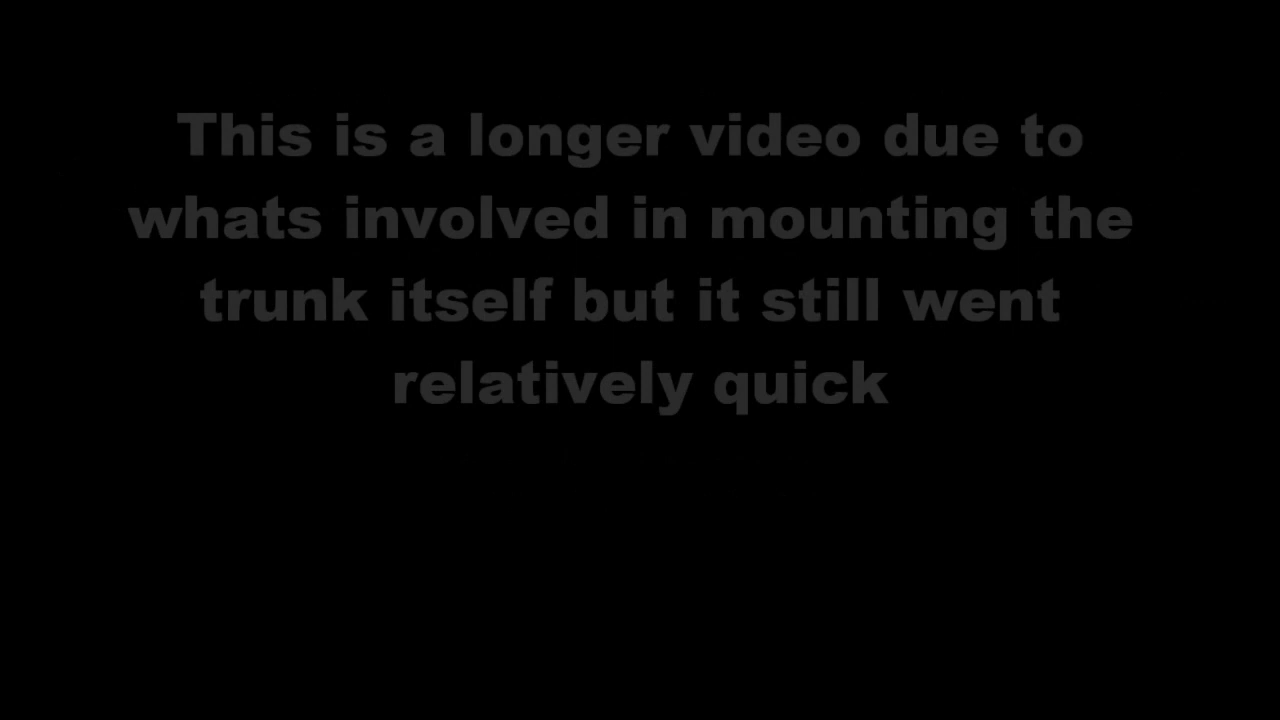 This is a longer video due to
whats involved in mounting the
trunk itself but it still went
relatively quick